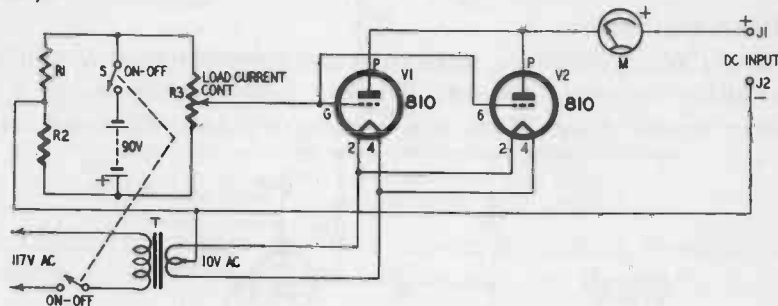 R1
R2
S
ON-OFF
90V
+
R3
LOAD CURRENT
CONT
G
P
V1
810
2
4
6
P
V2
810
2
4
M
+
+
J1
DC INPUT
J2
−
117V AC
ON-OFF
T
10V AC